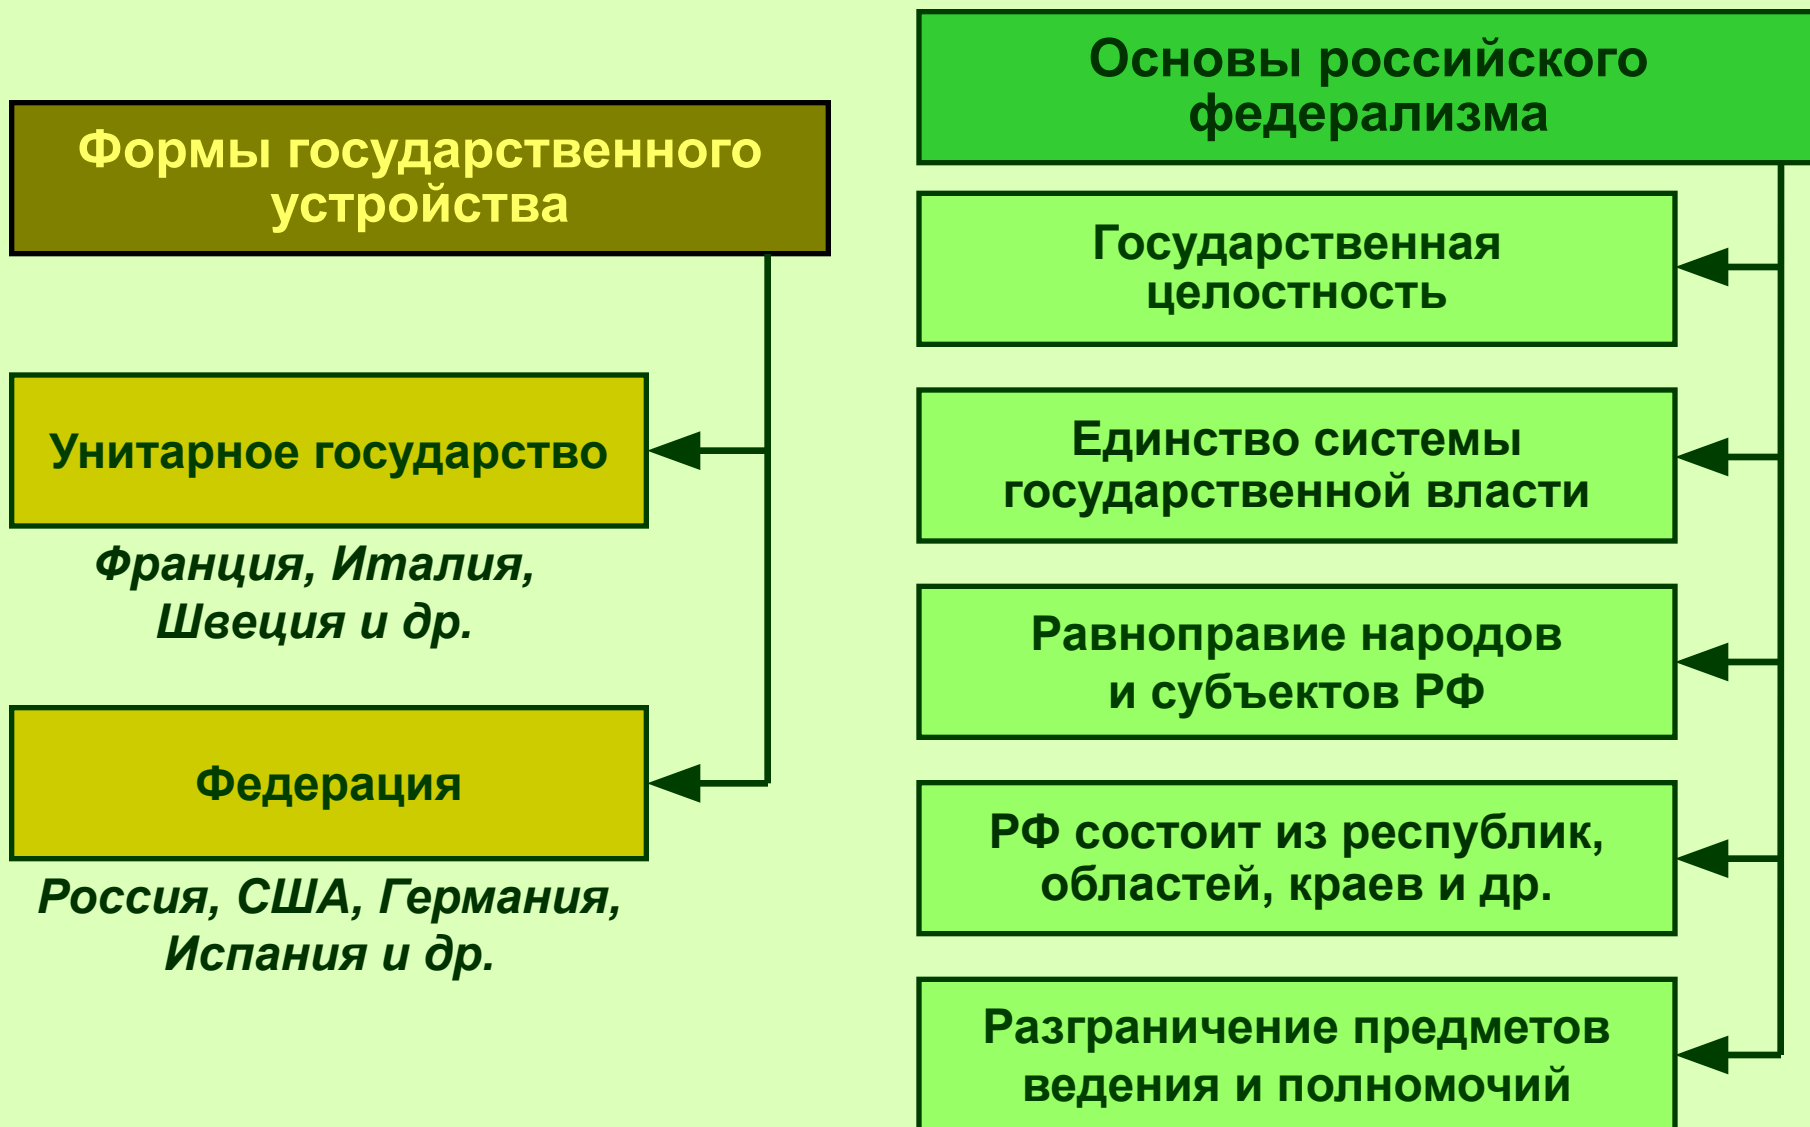 Формы государственного
устройства
Унитарное государство
Франция, Италия,
Швеция и др.
Федерация
Россия, США, Германия,
Испания и др.
Основы российского
федерализма
Государственная
целостность
Единство системы
государственной власти
Равноправие народов
и субъектов РФ
РФ состоит из республик,
областей, краев и др.
Разграничение предметов
ведения и полномочий